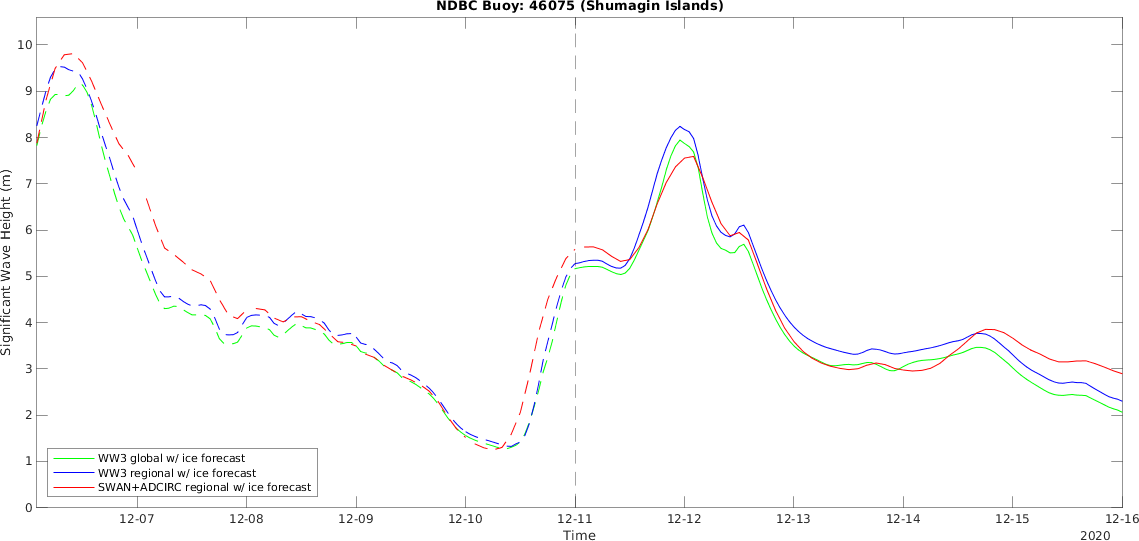 NDBC Buoy: 46075 (Shumagin Islands)
Significant Wave Height (m)
10
9
8
7
6
5
4
3
2
1
0
WW3 global w/ ice forecast
WW3 regional w/ ice forecast
SWAN+ADCIRC regional w/ ice forecast
12-07 12-08 12-09 12-10 12-11 12-12 12-13 12-14 12-15 12-16
Time
2020